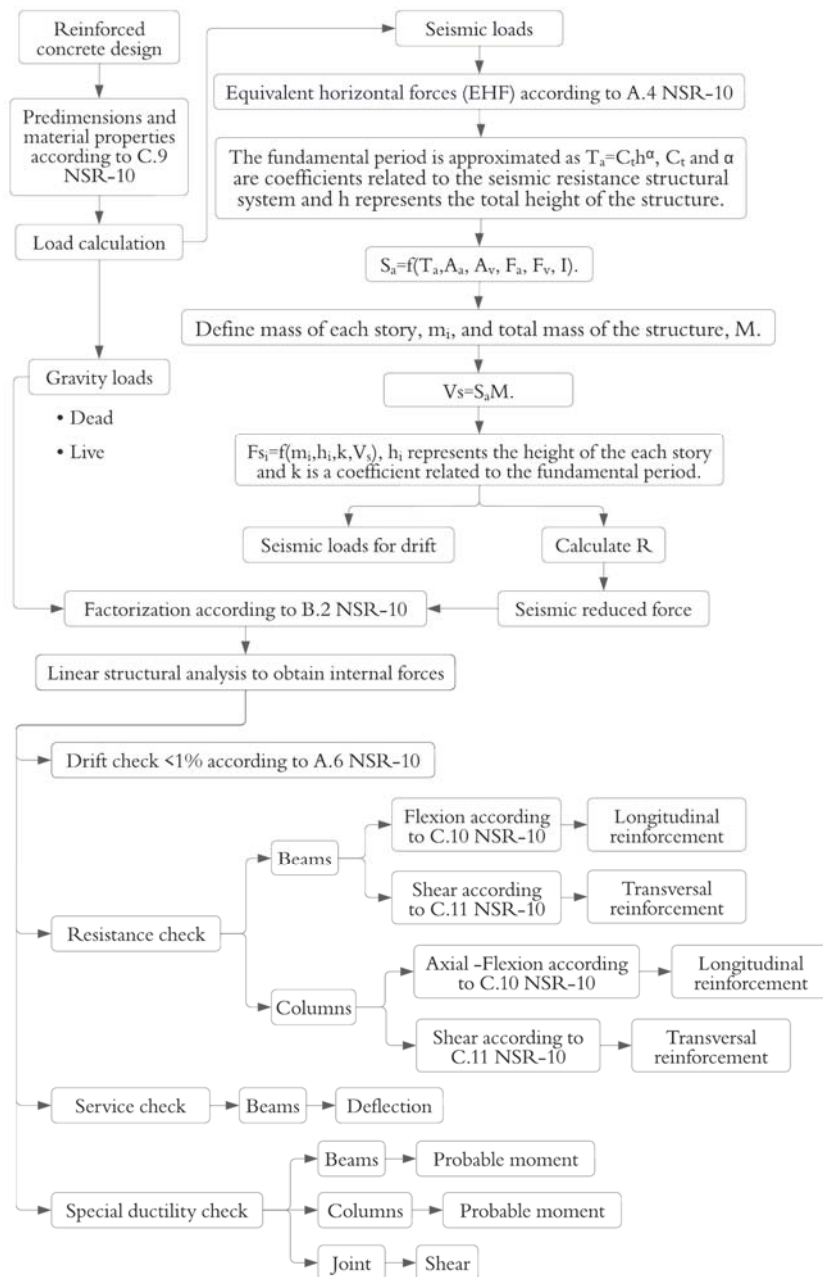 Reinforced
concrete design
Predimensions and
material properties
according to C.9
NSR-10
Load calculation
Gravity loads
• Dead
• Live
Seismic loads
Equivalent horizontal forces (EHF) according to A.4 NSR-10
The fundamental period is approximated as Tₐ=Cₜh^α, Cₜ and α
are coefficients related to the seismic resistance structural
system and h represents the total height of the structure.
Sₐ=f(Tₐ,Aₐ, Aᵥ, Fₐ, Fᵥ, I).
Define mass of each story, mᵢ, and total mass of the structure, M.
Vs=SₐM.
Fsᵢ=f(mᵢ,hᵢ,k,Vₛ), hᵢ represents the height of the each story
and k is a coefficient related to the fundamental period.
Seismic loads for drift
Calculate R
Factorization according to B.2 NSR-10
Seismic reduced force
Linear structural analysis to obtain internal forces
Drift check <1% according to A.6 NSR-10
Resistance check
Beams
Flexion according
to C.10 NSR-10
Longitudinal
reinforcement
Shear according
to C.11 NSR-10
Transversal
reinforcement
Columns
Axial -Flexion according
to C.10 NSR-10
Longitudinal
reinforcement
Shear according to
C.11 NSR-10
Transversal
reinforcement
Service check
Beams
Deflection
Special ductility check
Beams
Probable moment
Columns
Probable moment
Joint
Shear